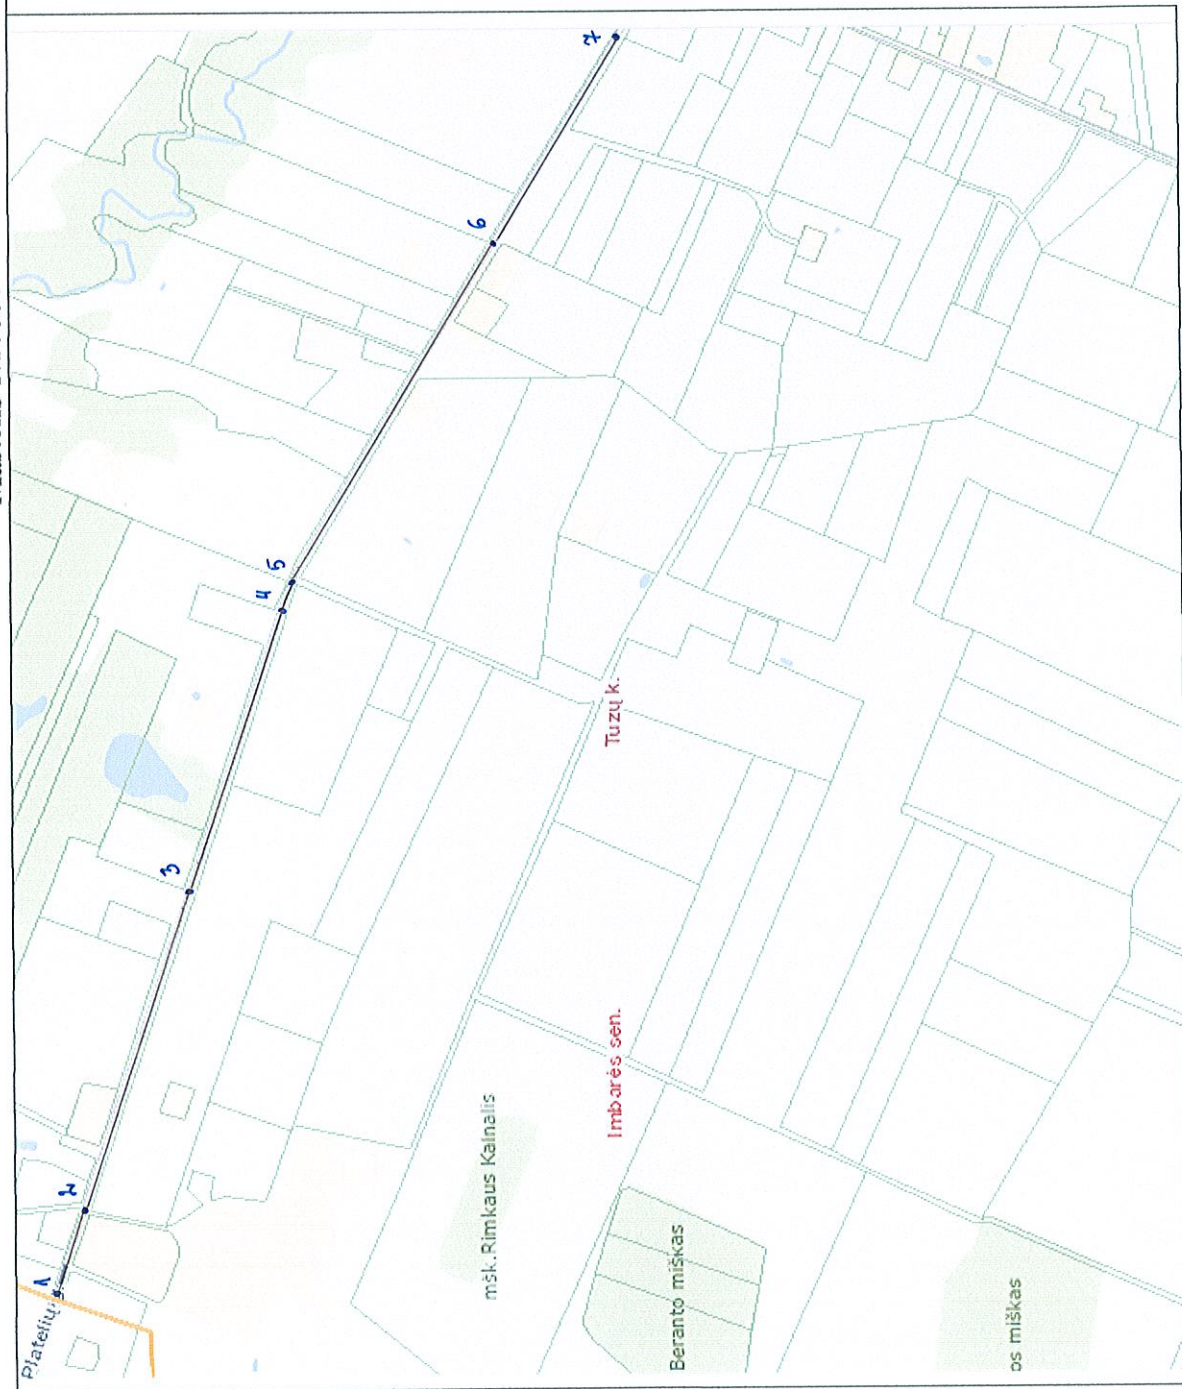 Platelių
1
2
3
4
5
6
7
Tuzų k.
Imbarės sen.
mšk.Rimkaus Kalnalis
Beranto miškas
os miškas